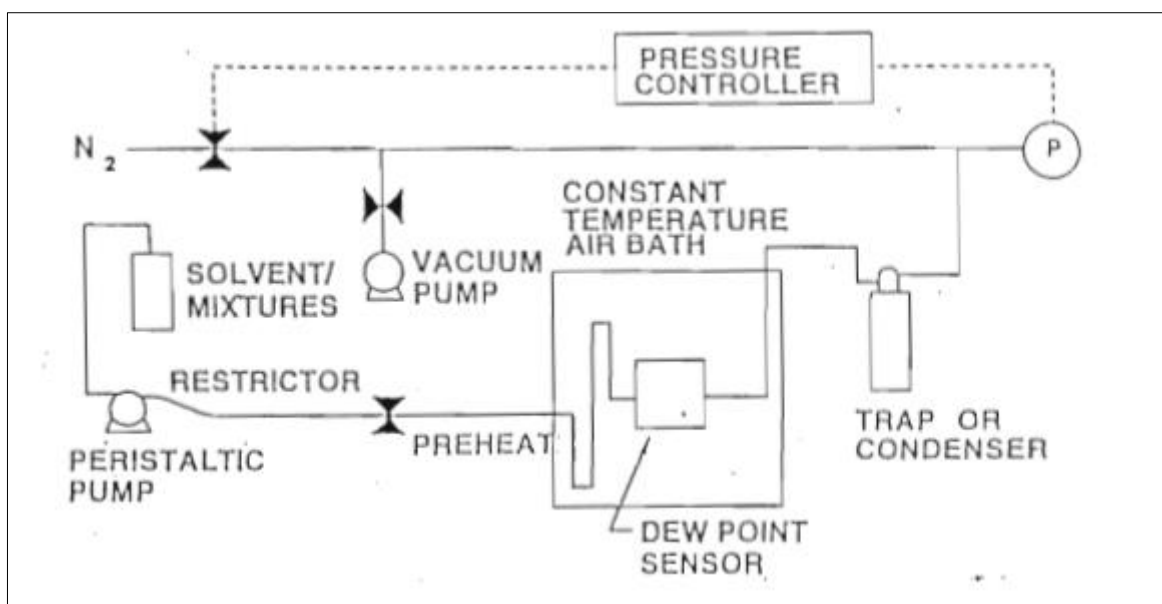 PRESSURE
CONTROLLER
N2
P
CONSTANT
TEMPERATURE
AIR BATH
SOLVENT/
MIXTURES
VACUUM
PUMP
RESTRICTOR
PREHEAT
PERISTALTIC
PUMP
TRAP OR
CONDENSER
DEW POINT
SENSOR